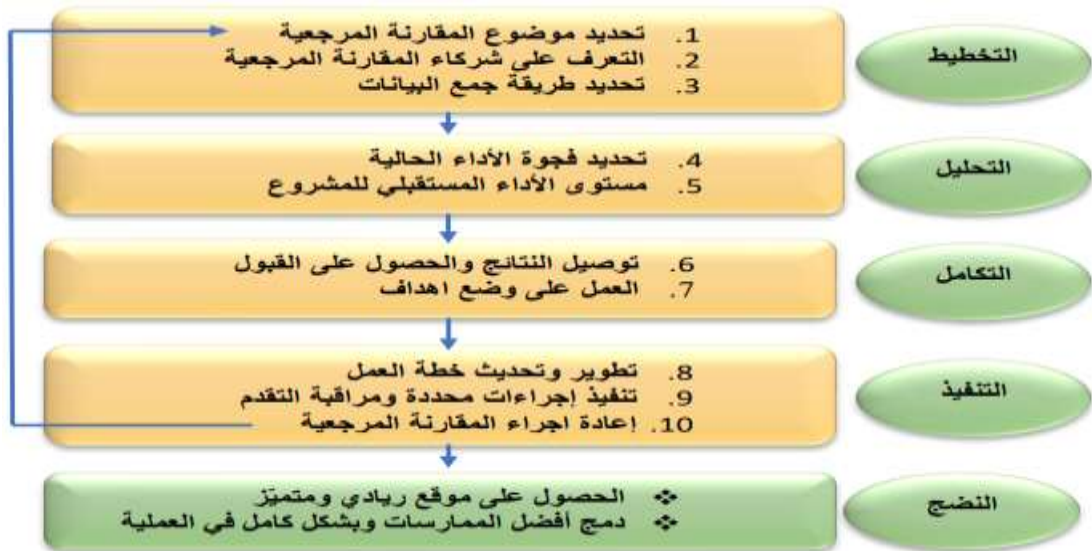 التخطيط
1. تحديد موضوع المقارنة المرجعية
2. التعرف على شركاء المقارنة المرجعية
3. تحديد طريقة جمع البيانات
التحليل
4. تحديد فجوة الأداء الحالية
5. مستوى الأداء المستقبلي للمشروع
التكامل
6. توصيل النتائج والحصول على القبول
7. العمل على وضع اهداف
التنفيذ
8. تطوير وتحديث خطة العمل
9. تنفيذ إجراءات محددة ومراقبة التقدم
10. إعادة اجراء المقارنة المرجعية
النضج
❖ الحصول على موقع ريادي ومتميّز
❖ دمج أفضل الممارسات وبشكل كامل في العملية